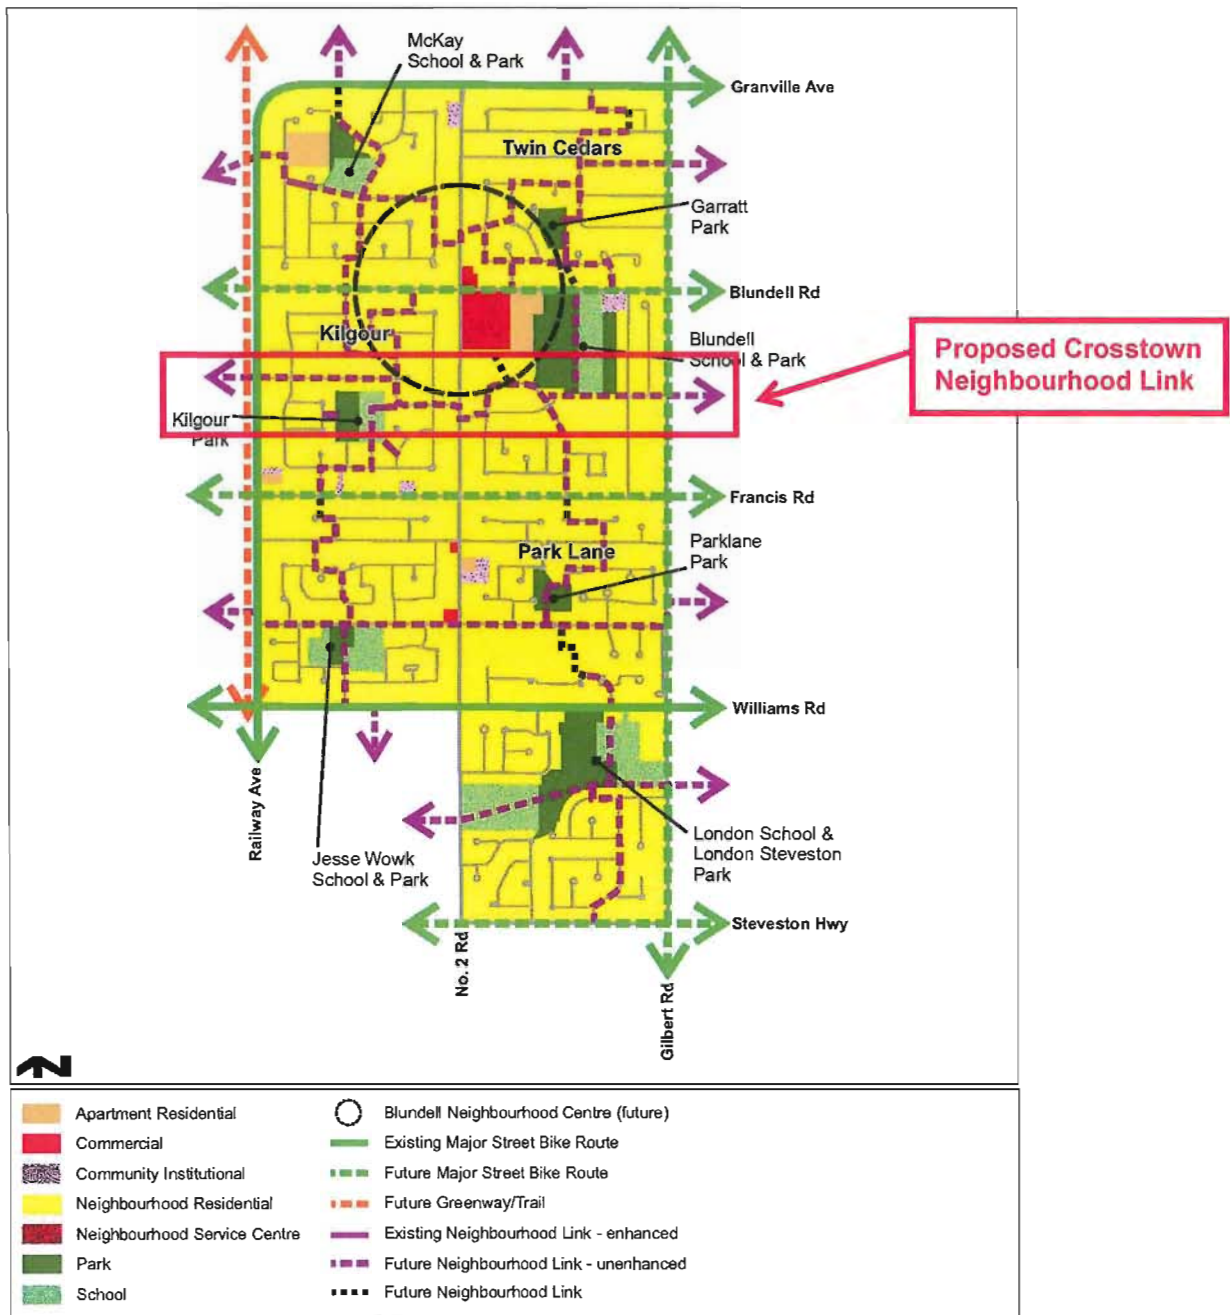 McKay
School & Park
Granville Ave
Twin Cedars
Garratt
Park
Blundell Rd
Kilgour
Blundell
School & Park
Proposed Crosstown
Neighbourhood Link
Kilgour
Park
Francis Rd
Park Lane
Parklane
Park
Williams Rd
Railway Ave
Jesse Wowk
School & Park
London School &
London Steveston
Park
Steveston Hwy
No. 2 Rd
Gilbert Rd
Apartment Residential
Commercial
Community Institutional
Neighbourhood Residential
Neighbourhood Service Centre
Park
School
Blundell Neighbourhood Centre (future)
Existing Major Street Bike Route
Future Major Street Bike Route
Future Greenway/Trail
Existing Neighbourhood Link - enhanced
Future Neighbourhood Link - unenhanced
Future Neighbourhood Link